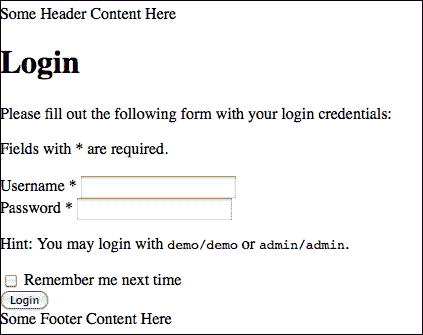 Some Header Content Here
Login
Please fill out the following form with your login credentials:
Fields with * are required.
Username *
Password *
Hint: You may login with demo/demo or admin/admin.
Remember me next time
Login
Some Footer Content Here